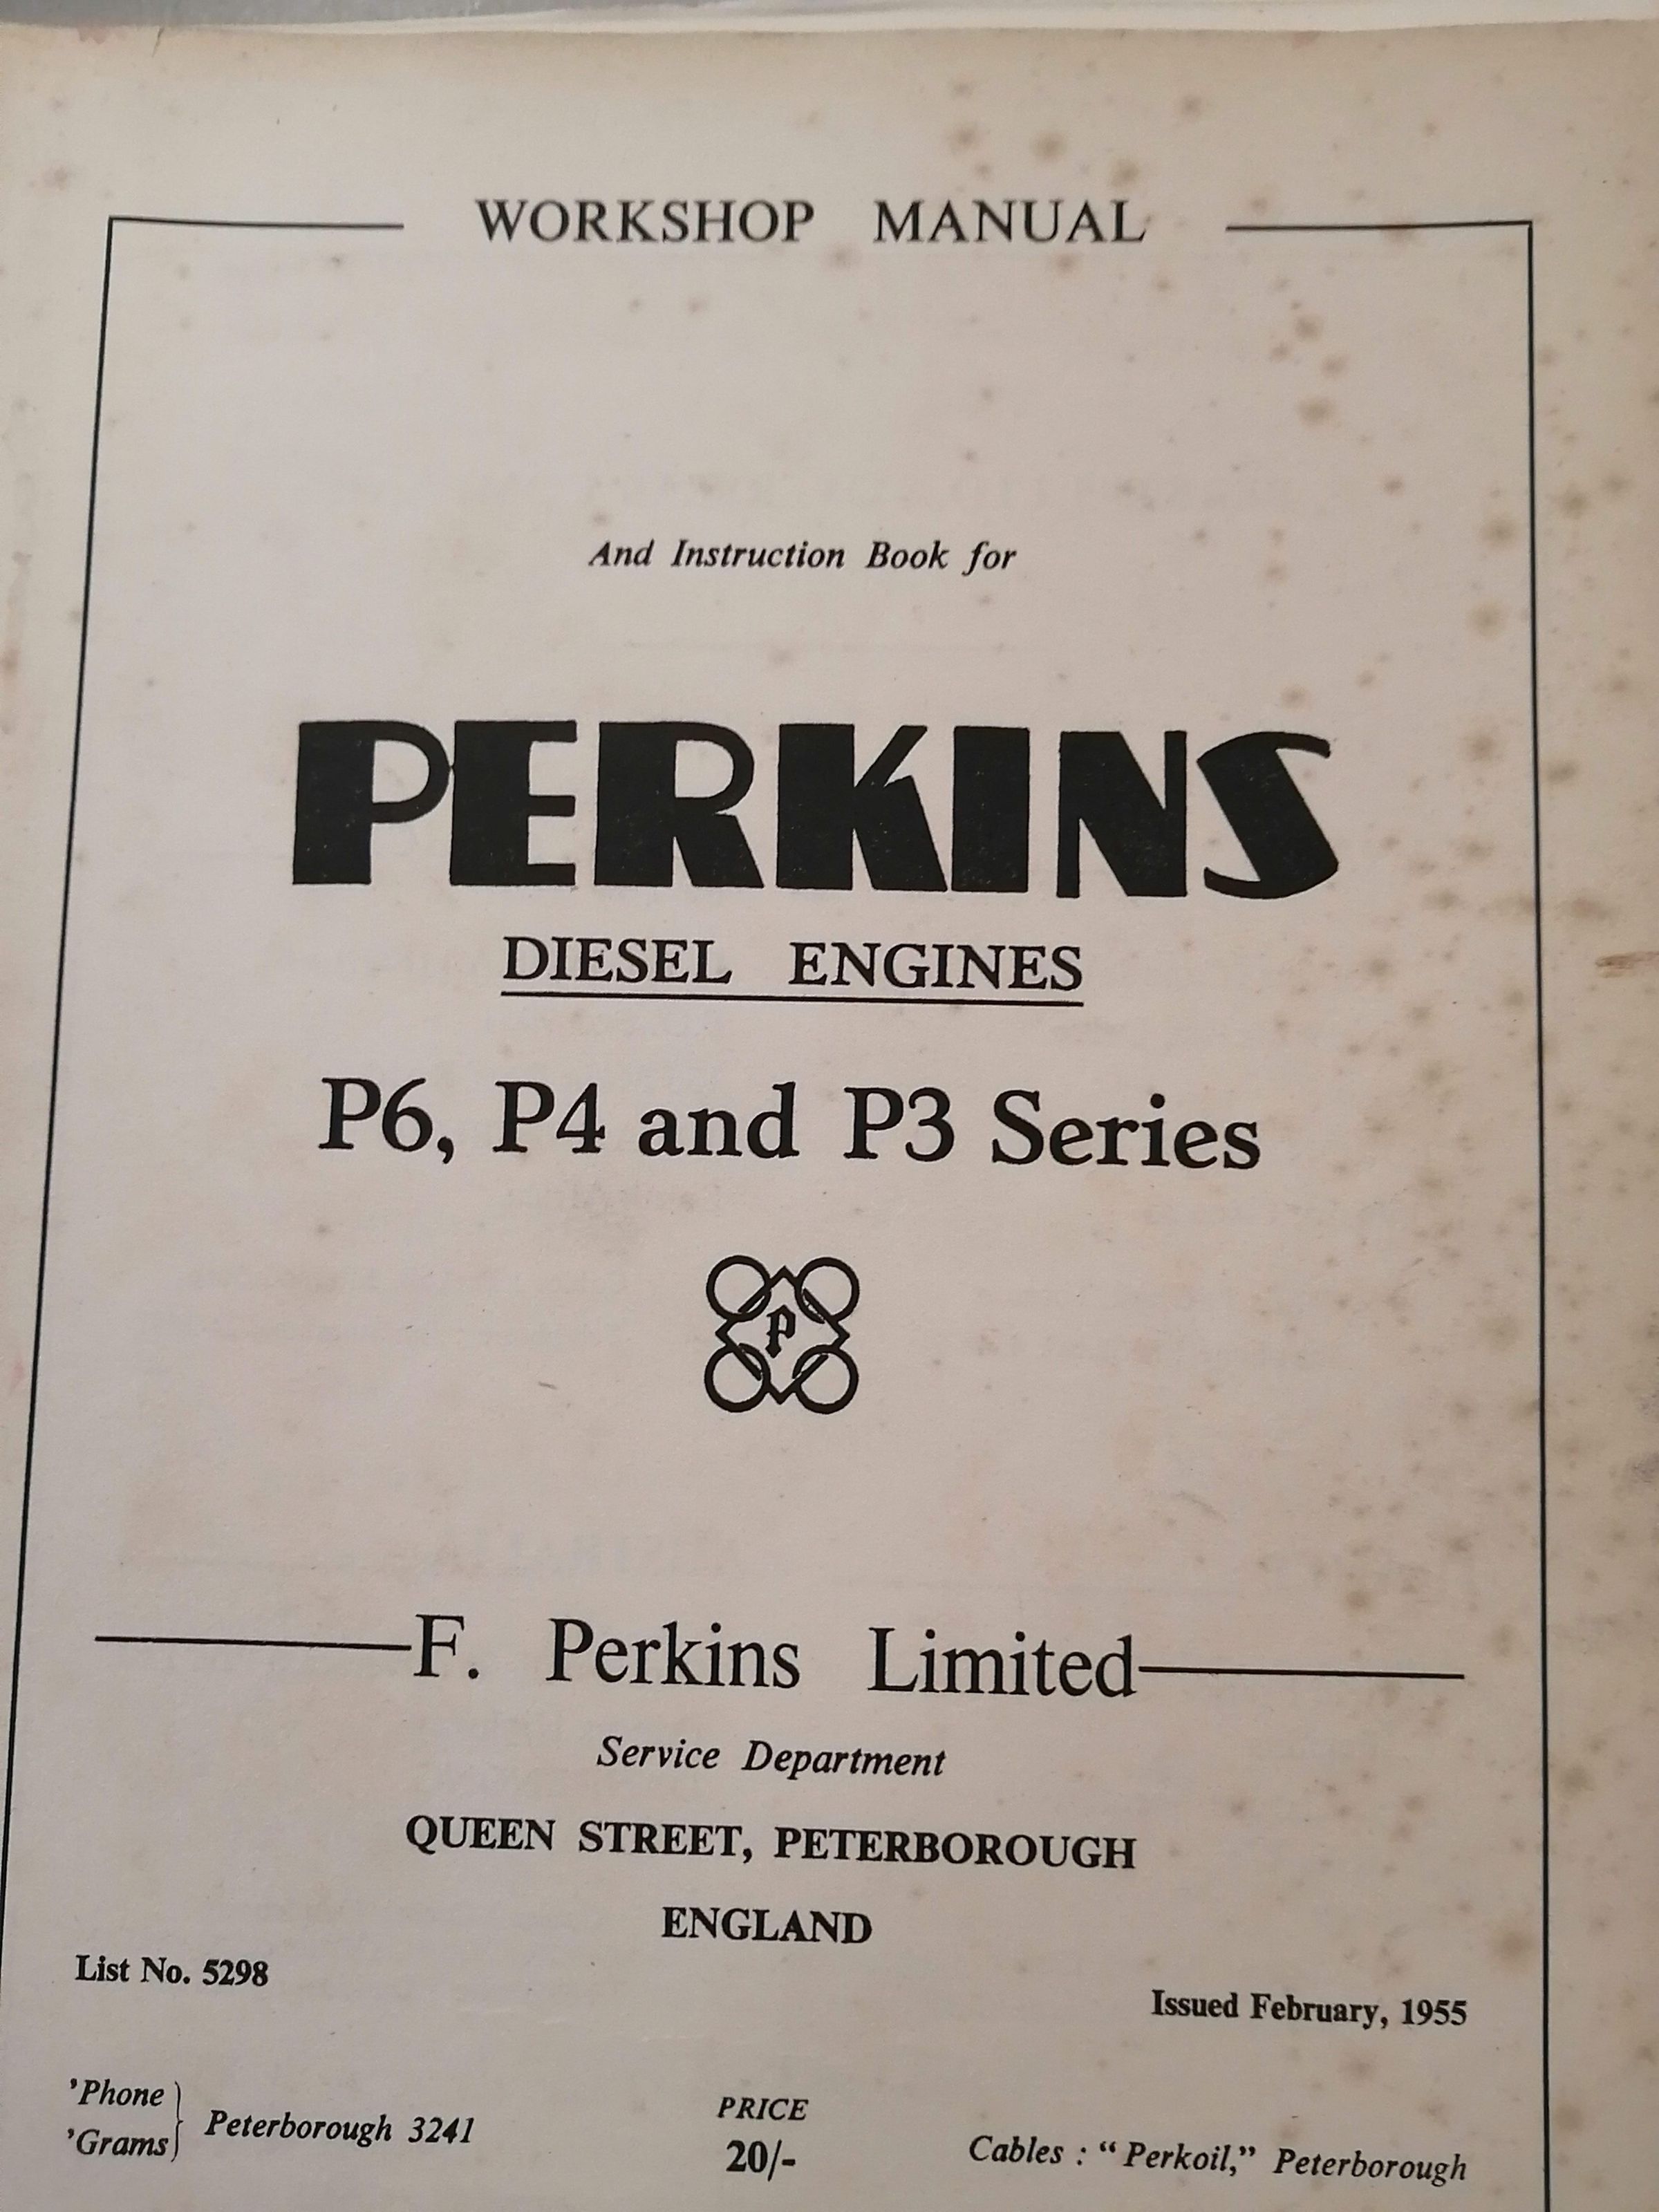 WORKSHOP MANUAL
And Instruction Book for
PERKINS
DIESEL ENGINES
P6, P4 and P3 Series
P
F. Perkins Limited
Service Department
QUEEN STREET, PETERBOROUGH
ENGLAND
List No. 5298
Issued February, 1955
'Phone
'Grams
Peterborough 3241
PRICE
20/-
Cables : “ Perkoil,” Peterborough